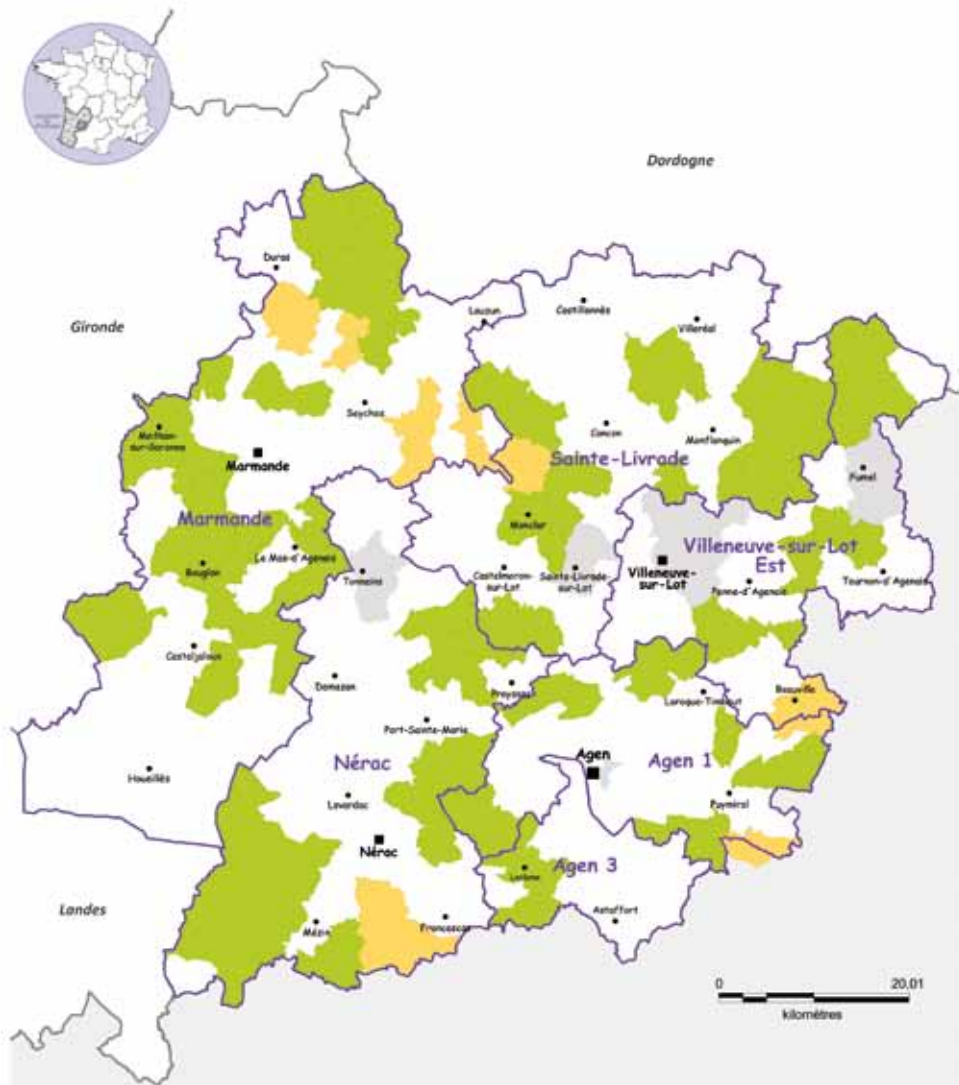 Dordogne
Gironde
Duras
Lauzun
Castillonnès
Villeréal
Seyches
Cancon
Monflanquin
Sainte-Livrade
Meilhan-
sur-Garonne
Marmande
Marmande
Fumel
Monclar
Villeneuve-sur-Lot
Est
Le Mas-d'Agenais
Bouglon
Tonneins
Castelmoron-
sur-Lot
Sainte-Livrade-
sur-Lot
Villeneuve-
sur-Lot
Penne-d'Agenais
Tournon-d'Agenais
Casteljaloux
Damazan
Prayssas
Laroque-Timbaut
Beauville
Port-Sainte-Marie
Agen
Agen 1
Houeillès
Nérac
Lavardac
Puymirol
Nérac
Agen 3
Laplume
Landes
Mézin
Francescas
Astaffort
0
20,01
kilomètres